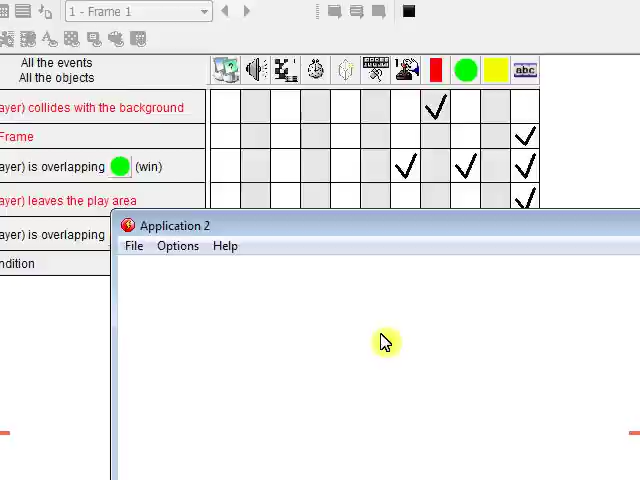 1 - Frame 1
All the events
All the objects
abc
ayer) collides with the background
Frame
ayer) is overlapping (win)
ayer) leaves the play area
ayer) is overlapping
ndition
Application 2
File Options Help